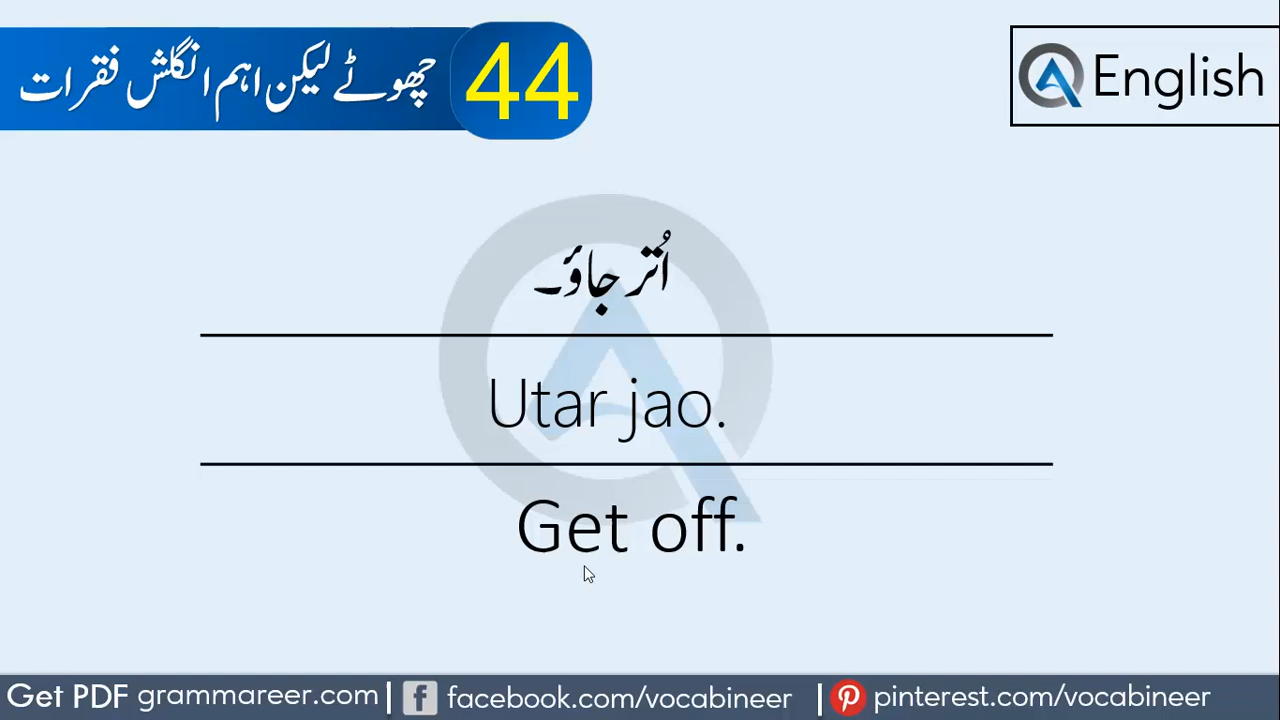 44 چھوٹے لیکن اہم انگلش فقرات
English
اُتر جاؤ۔
Utar jao.
Get off.
Get PDF grammareer.com | facebook.com/vocabineer | pinterest.com/vocabineer